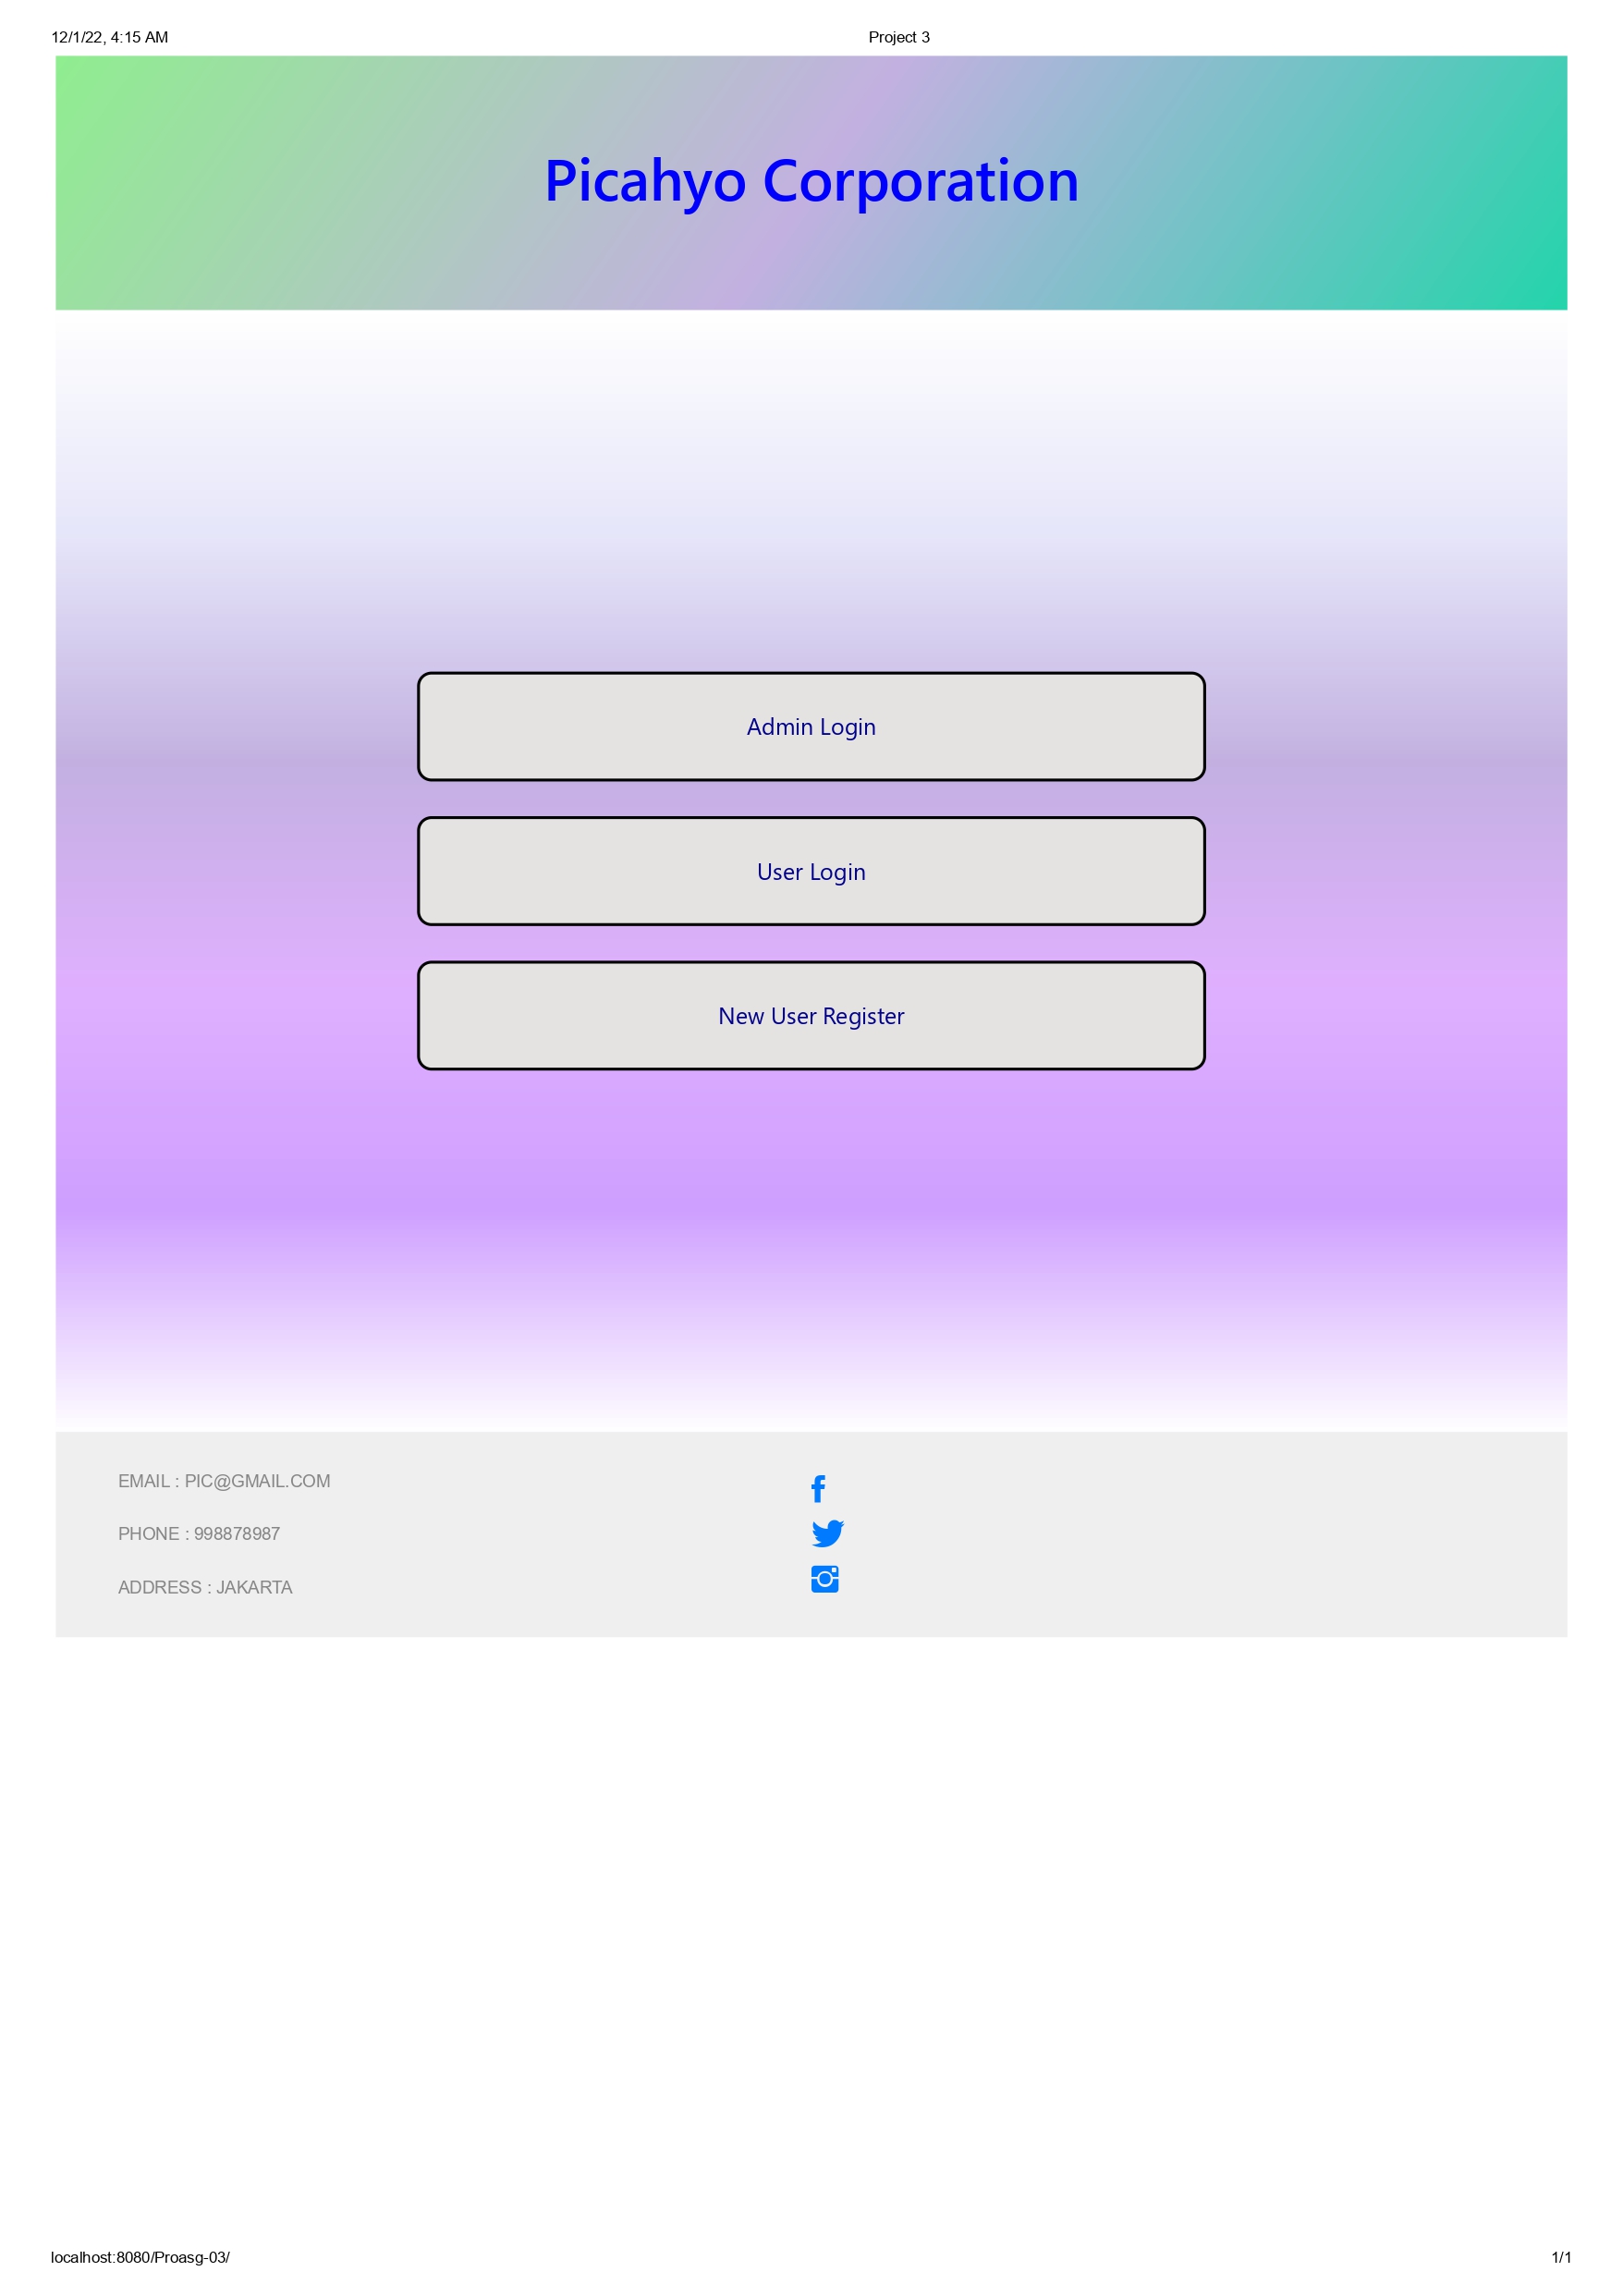 12/1/22, 4:15 AM
Project 3
Picahyo Corporation
Admin Login
User Login
New User Register
EMAIL : PIC@GMAIL.COM
PHONE : 998878987
ADDRESS : JAKARTA
localhost:8080/Proasg-03/
1/1